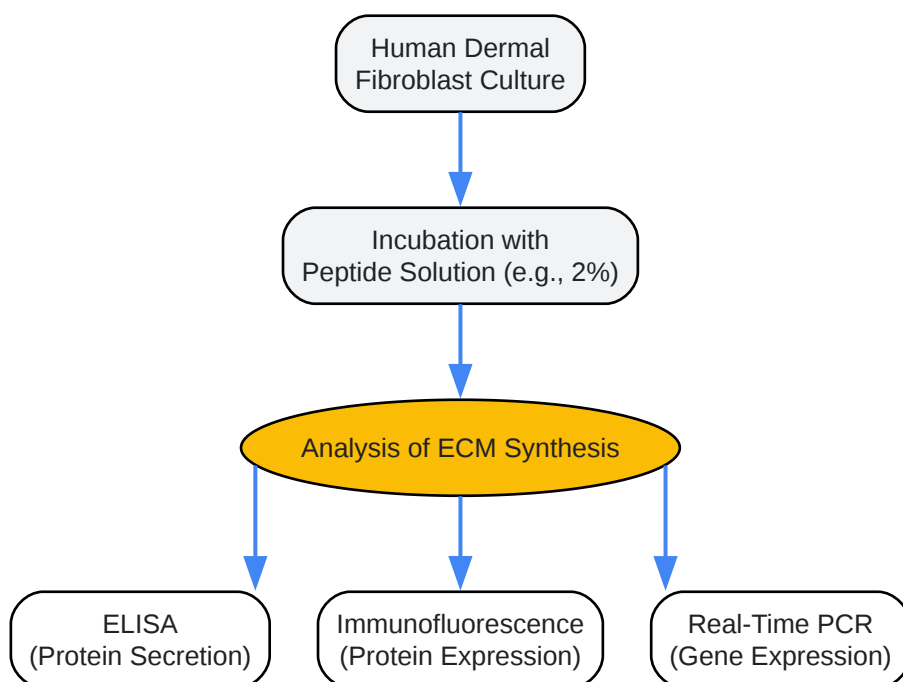 Human Dermal
Fibroblast Culture
Incubation with
Peptide Solution (e.g., 2%)
Analysis of ECM Synthesis
ELISA
(Protein Secretion)
Immunofluorescence
(Protein Expression)
Real-Time PCR
(Gene Expression)